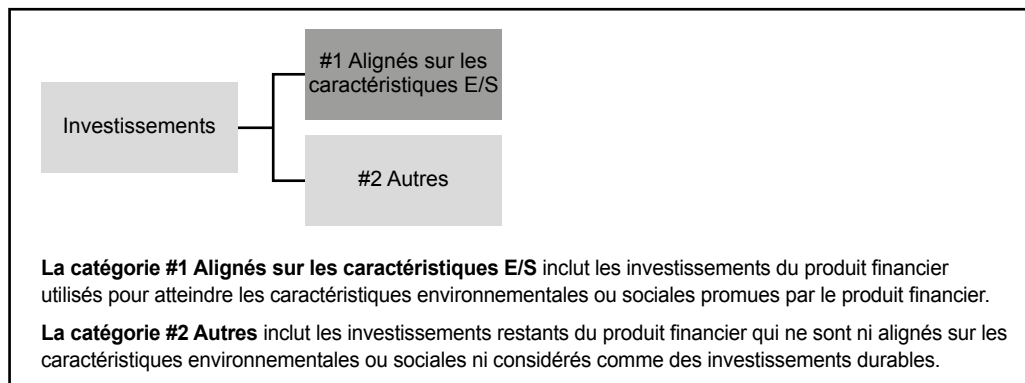 #1 Alignés sur les
caractéristiques E/S
Investissements
#2 Autres
La catégorie #1 Alignés sur les caractéristiques E/S inclut les investissements du produit financier
utilisés pour atteindre les caractéristiques environnementales ou sociales promues par le produit financier.
La catégorie #2 Autres inclut les investissements restants du produit financier qui ne sont ni alignés sur les
caractéristiques environnementales ou sociales ni considérés comme des investissements durables.